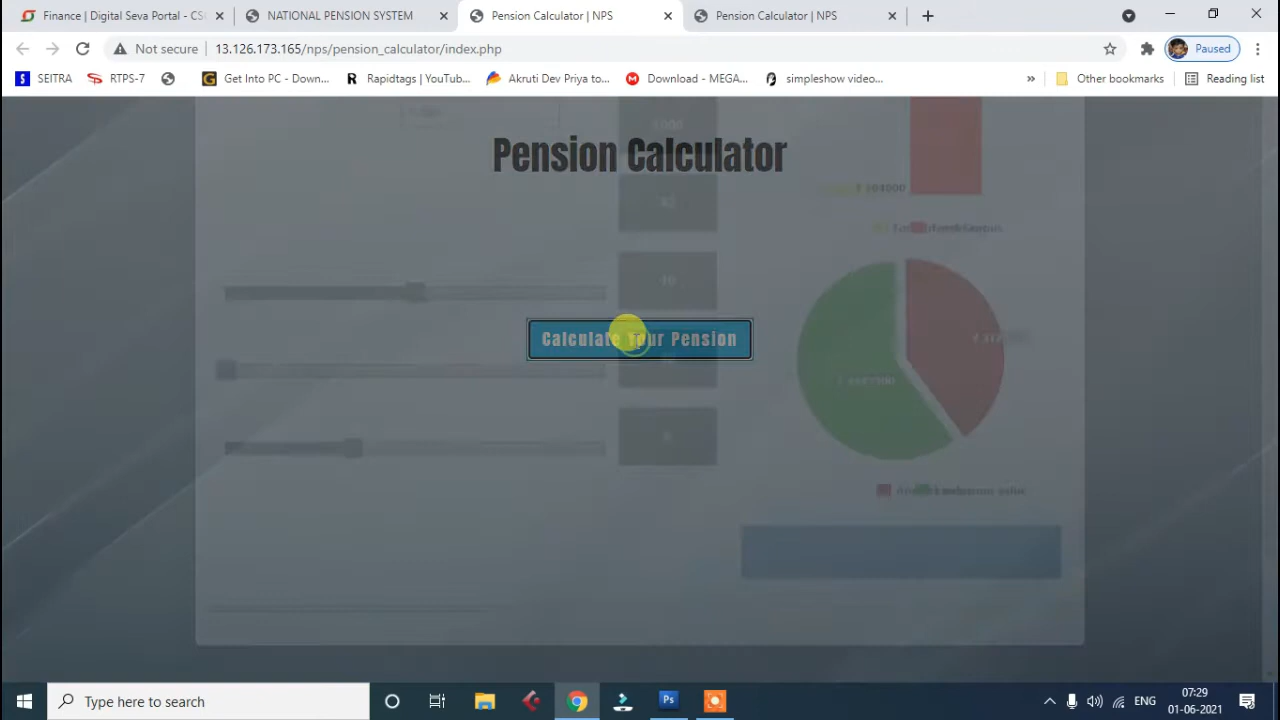 Finance | Digital Seva Portal - CS
NATIONAL PENSION SYSTEM
Pension Calculator | NPS
Pension Calculator | NPS
Not secure
13.126.173.165/nps/pension_calculator/index.php
Paused
SEITRA
RTPS-7
Get Into PC - Down...
Rapidtags | YouTub...
Akruti Dev Priya to...
Download - MEGA...
simpleshow video...
»
Other bookmarks
Reading list
Pension Calculator
Calculate Your Pension
Type here to search
Ps
ENG
07:29
01-06-2021